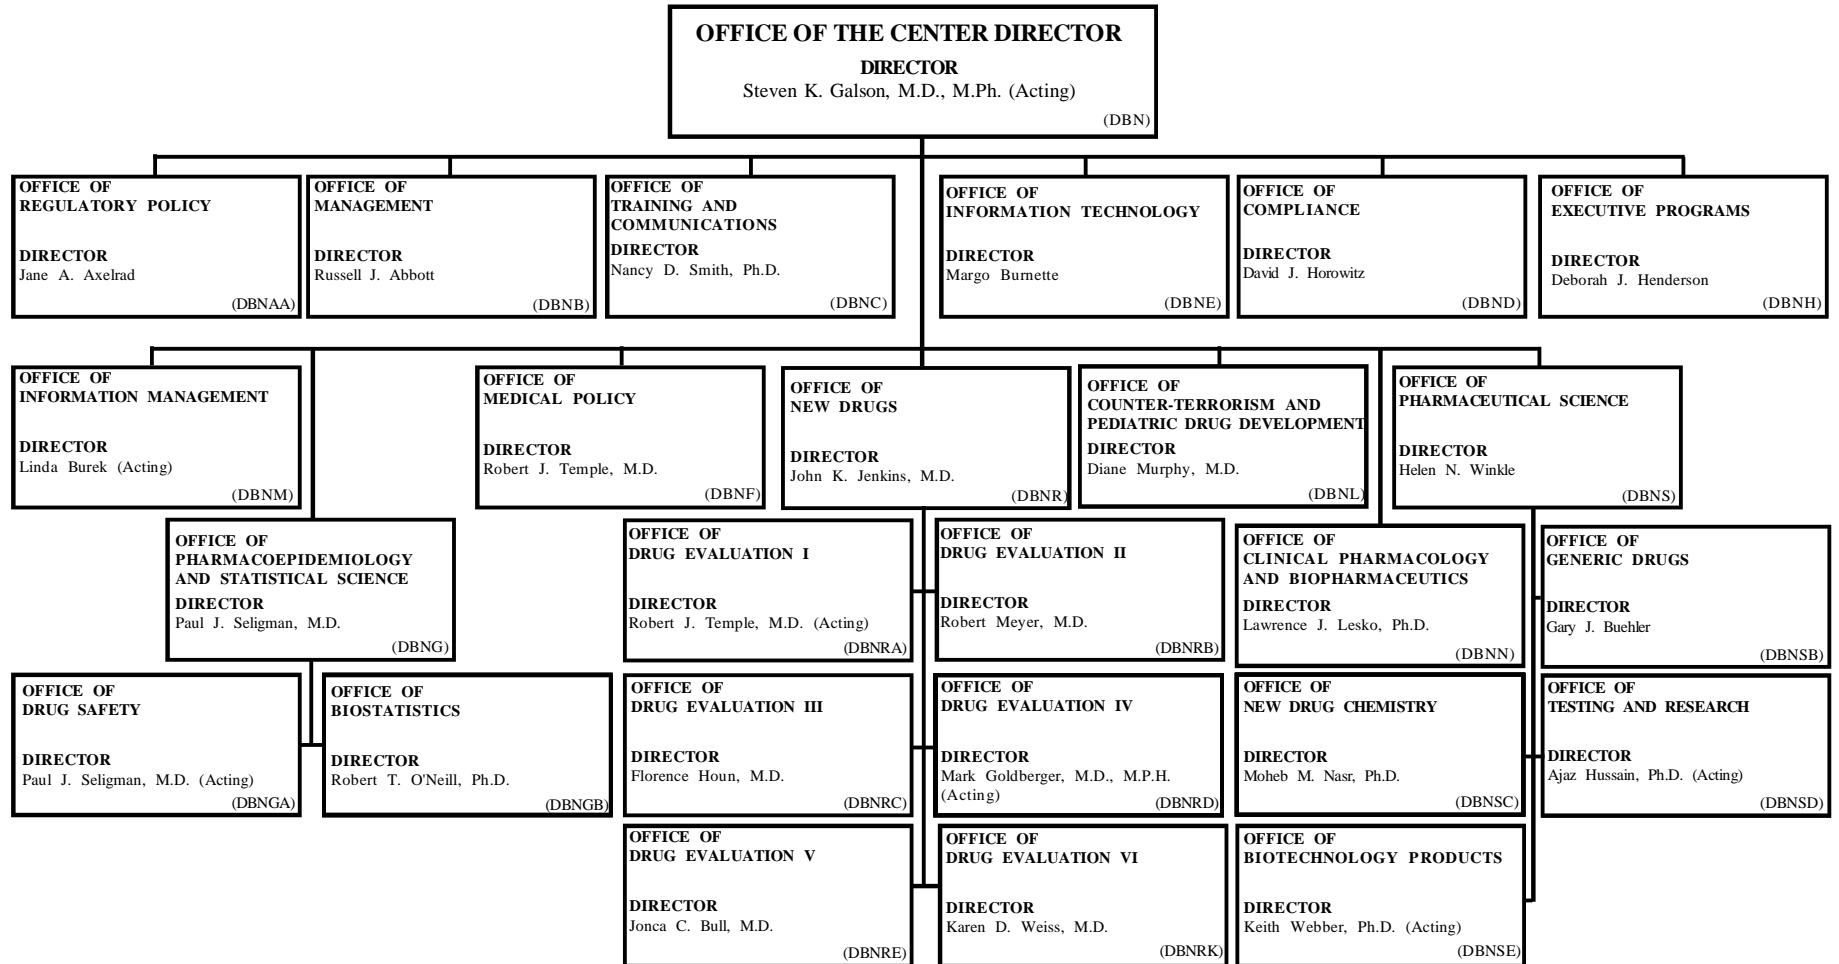 OFFICE OF THE CENTER DIRECTOR
DIRECTOR
Steven K. Galson, M.D., M.Ph. (Acting)
(DBN)
OFFICE OF
REGULATORY POLICY
DIRECTOR
Jane A. Axelrad
(DBNAA)
OFFICE OF
MANAGEMENT
DIRECTOR
Russell J. Abbott
(DBNB)
OFFICE OF
TRAINING AND
COMMUNICATIONS
DIRECTOR
Nancy D. Smith, Ph.D.
(DBNC)
OFFICE OF
INFORMATION TECHNOLOGY
DIRECTOR
Margo Burnette
(DBNE)
OFFICE OF
COMPLIANCE
DIRECTOR
David J. Horowitz
(DBND)
OFFICE OF
EXECUTIVE PROGRAMS
DIRECTOR
Deborah J. Henderson
(DBNH)
OFFICE OF
INFORMATION MANAGEMENT
DIRECTOR
Linda Burek (Acting)
(DBNM)
OFFICE OF
MEDICAL POLICY
DIRECTOR
Robert J. Temple, M.D.
(DBNF)
OFFICE OF
NEW DRUGS
DIRECTOR
John K. Jenkins, M.D.
(DBNR)
OFFICE OF
COUNTER-TERRORISM AND
PEDIATRIC DRUG DEVELOPMENT
DIRECTOR
Diane Murphy, M.D.
(DBNL)
OFFICE OF
PHARMACEUTICAL SCIENCE
DIRECTOR
Helen N. Winkle
(DBNS)
OFFICE OF
PHARMACOEPIDEMIOLOGY
AND STATISTICAL SCIENCE
DIRECTOR
Paul J. Seligman, M.D.
(DBNG)
OFFICE OF
DRUG EVALUATION I
DIRECTOR
Robert J. Temple, M.D. (Acting)
(DBNRA)
OFFICE OF
DRUG EVALUATION II
DIRECTOR
Robert Meyer, M.D.
(DBNRB)
OFFICE OF
CLINICAL PHARMACOLOGY
AND BIOPHARMACEUTICS
DIRECTOR
Lawrence J. Lesko, Ph.D.
(DBNN)
OFFICE OF
GENERIC DRUGS
DIRECTOR
Gary J. Buehler
(DBNSB)
OFFICE OF
DRUG SAFETY
DIRECTOR
Paul J. Seligman, M.D. (Acting)
(DBNGA)
OFFICE OF
BIOSTATISTICS
DIRECTOR
Robert T. O'Neill, Ph.D.
(DBNGB)
OFFICE OF
DRUG EVALUATION III
DIRECTOR
Florence Houn, M.D.
(DBNRC)
OFFICE OF
DRUG EVALUATION IV
DIRECTOR
Mark Goldberger, M.D., M.P.H.
(Acting)
(DBNRD)
OFFICE OF
NEW DRUG CHEMISTRY
DIRECTOR
Moheb M. Nasr, Ph.D.
(DBNSC)
OFFICE OF
TESTING AND RESEARCH
DIRECTOR
Ajaz Hussain, Ph.D. (Acting)
(DBNSD)
OFFICE OF
DRUG EVALUATION V
DIRECTOR
Jonca C. Bull, M.D.
(DBNRE)
OFFICE OF
DRUG EVALUATION VI
DIRECTOR
Karen D. Weiss, M.D.
(DBNRK)
OFFICE OF
BIOTECHNOLOGY PRODUCTS
DIRECTOR
Keith Webber, Ph.D. (Acting)
(DBNSE)